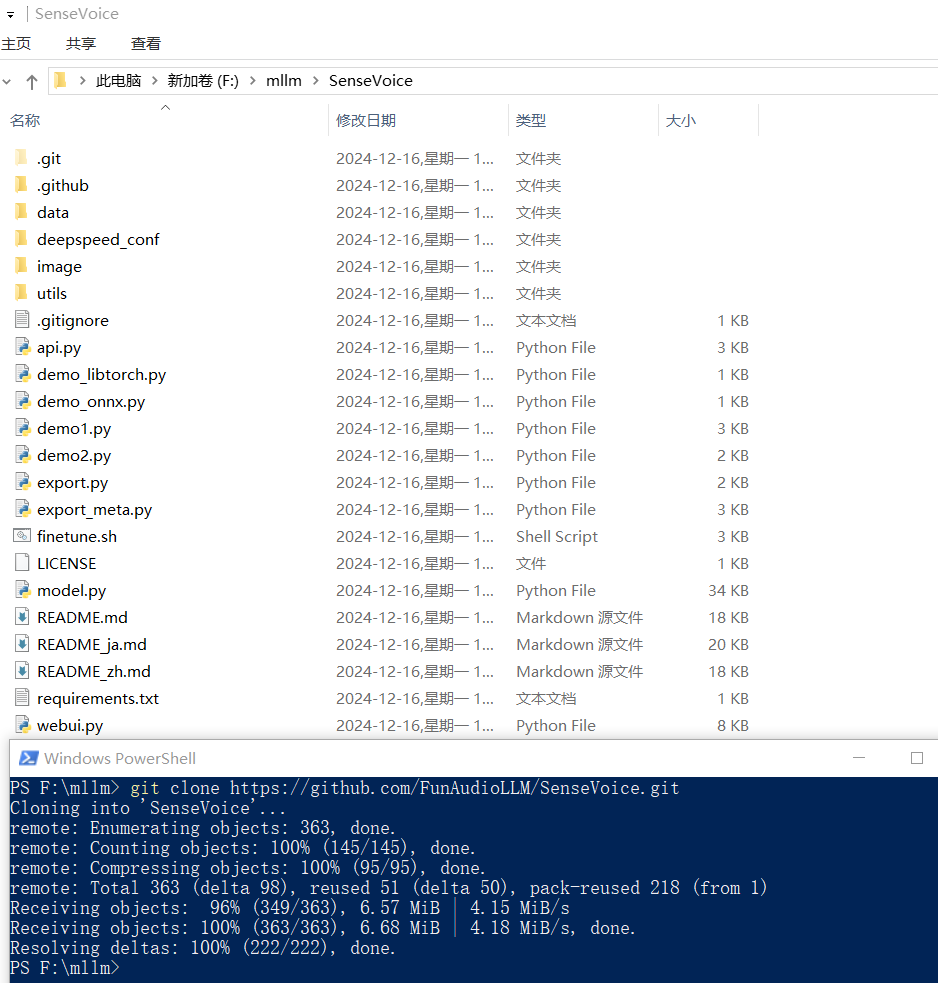 SenseVoice
主页 共享 查看
此电脑 新加卷 (F:) mllm SenseVoice
名称 修改日期 类型 大小
.git 2024-12-16,星期一 1... 文件夹
.github 2024-12-16,星期一 1... 文件夹
data 2024-12-16,星期一 1... 文件夹
deepspeed_conf 2024-12-16,星期一 1... 文件夹
image 2024-12-16,星期一 1... 文件夹
utils 2024-12-16,星期一 1... 文件夹
.gitignore 2024-12-16,星期一 1... 文本文档 1 KB
api.py 2024-12-16,星期一 1... Python File 3 KB
demo_libtorch.py 2024-12-16,星期一 1... Python File 1 KB
demo_onnx.py 2024-12-16,星期一 1... Python File 1 KB
demo1.py 2024-12-16,星期一 1... Python File 3 KB
demo2.py 2024-12-16,星期一 1... Python File 2 KB
export.py 2024-12-16,星期一 1... Python File 2 KB
export_meta.py 2024-12-16,星期一 1... Python File 3 KB
finetune.sh 2024-12-16,星期一 1... Shell Script 3 KB
LICENSE 2024-12-16,星期一 1... 文件 1 KB
model.py 2024-12-16,星期一 1... Python File 34 KB
README.md 2024-12-16,星期一 1... Markdown 源文件 18 KB
README_ja.md 2024-12-16,星期一 1... Markdown 源文件 20 KB
README_zh.md 2024-12-16,星期一 1... Markdown 源文件 18 KB
requirements.txt 2024-12-16,星期一 1... 文本文档 1 KB
webui.py 2024-12-16,星期一 1... Python File 8 KB
Windows PowerShell
PS F:\mllm> git clone https://github.com/FunAudioLLM/SenseVoice.git
Cloning into 'SenseVoice'...
remote: Enumerating objects: 363, done.
remote: Counting objects: 100% (145/145), done.
remote: Compressing objects: 100% (95/95), done.
remote: Total 363 (delta 98), reused 51 (delta 50), pack-reused 218 (from 1)
Receiving objects:  96% (349/363), 6.57 MiB | 4.15 MiB/s
Receiving objects: 100% (363/363), 6.68 MiB | 4.18 MiB/s, done.
Resolving deltas: 100% (222/222), done.
PS F:\mllm>